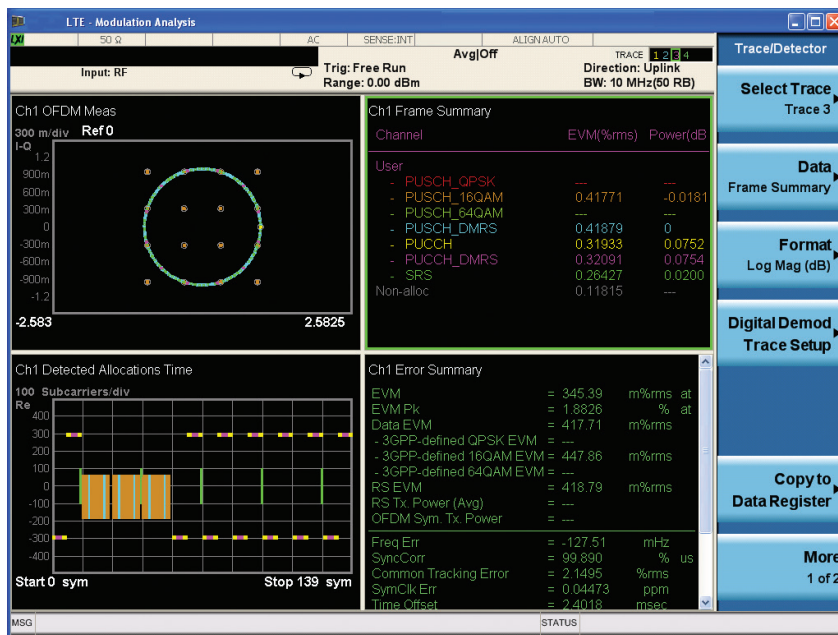 LTE - Modulation Analysis
LXI 50 Ω AC SENSE:INT ALIGN AUTO
Input: RF
Trig: Free Run
Range: 0.00 dBm
Avg|Off
TRACE 1 2 3 4
Direction: Uplink
BW: 10 MHz(50 RB)
Ch1 OFDM Meas
300 m/div Ref 0
I-Q
1.2
900m
600m
300m
0
-300m
-600m
-900m
-1.2
-2.583 2.5825
Ch1 Frame Summary
Channel EVM(%rms) Power(dB
User
- PUSCH_QPSK --- ---
- PUSCH_16QAM 0.41771 -0.0181
- PUSCH_64QAM --- ---
- PUSCH_DMRS 0.41879 0
- PUCCH 0.31933 0.0752
- PUCCH_DMRS 0.32091 0.0754
- SRS 0.26427 0.0200
Non-alloc 0.11815 ---
Ch1 Detected Allocations Time
100 Subcarriers/div
Re
400
300
200
100
0
-100
-200
-300
-400
Start 0 sym Stop 139 sym
Ch1 Error Summary
EVM = 345.39 m%rms at
EVM Pk = 1.8826 % at
Data EVM = 417.71 m%rms
- 3GPP-defined QPSK EVM = ---
- 3GPP-defined 16QAM EVM = 447.86 m%rms
- 3GPP-defined 64QAM EVM = ---
RS EVM = 418.79 m%rms
RS Tx. Power (Avg) = ---
OFDM Sym. Tx. Power = ---
Freq Err = -127.51 mHz
SyncCorr = 99.890 % us
Common Tracking Error = 2.1495 %rms
SymClk Err = 0.04473 ppm
Time Offset = 2.4018 msec
Trace/Detector
Select Trace
Trace 3
Data
Frame Summary
Format
Log Mag (dB)
Digital Demod
Trace Setup
Copy to
Data Register
More
1 of 2
MSG STATUS